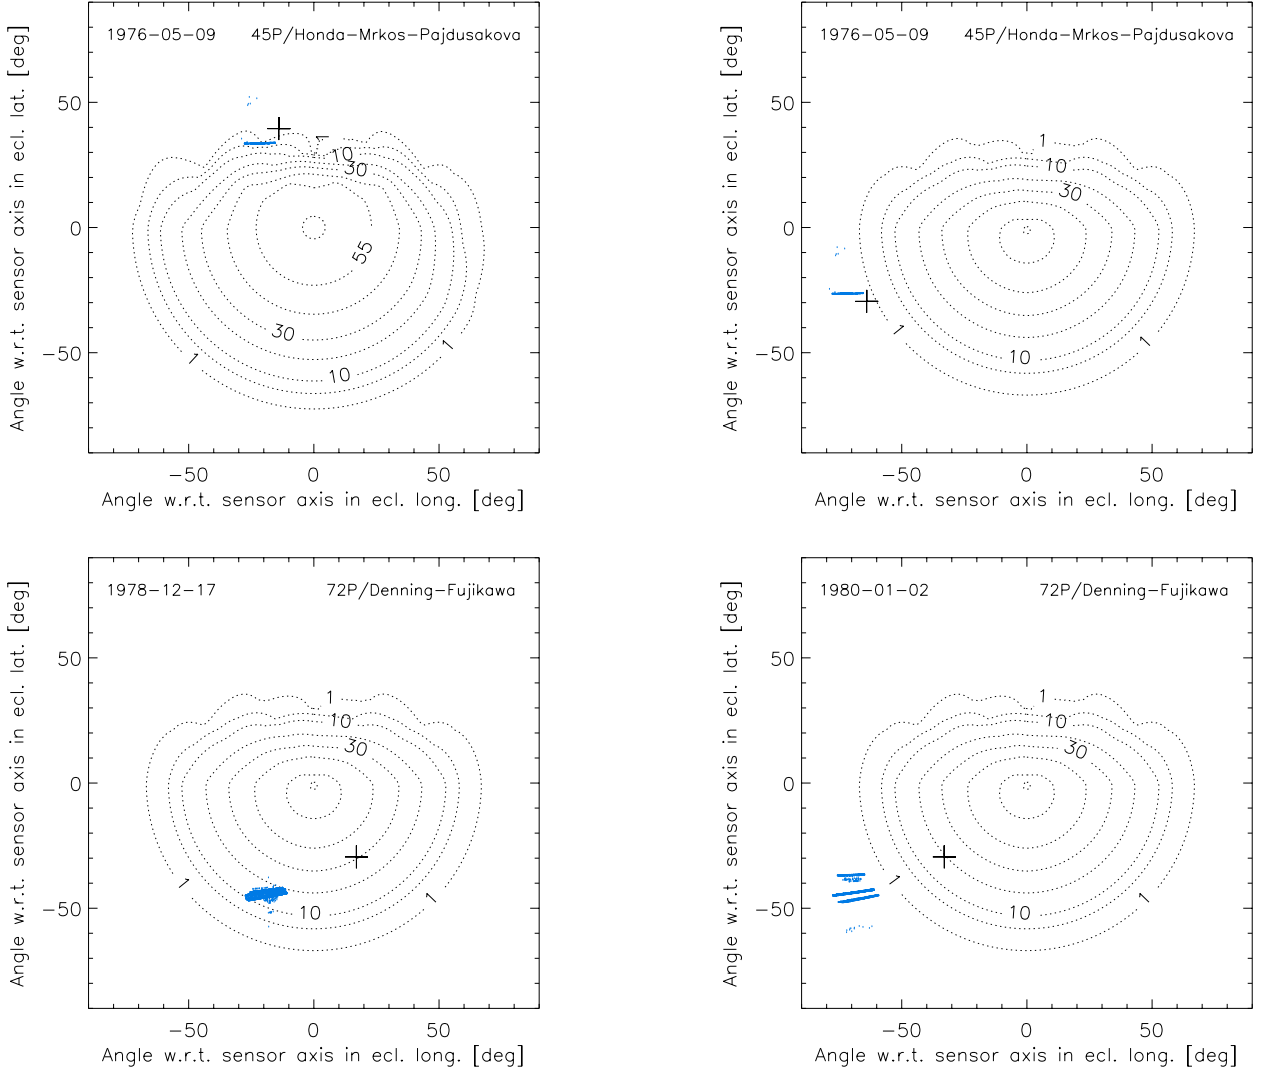 1976-05-09 45P/Honda-Mrkos-Pajdusakova
Angle w.r.t. sensor axis in ecl. lat. [deg]
50
0
-50
1
10
30
55
30
10
1
1
-50 0 50
Angle w.r.t. sensor axis in ecl. long. [deg]
1976-05-09 45P/Honda-Mrkos-Pajdusakova
Angle w.r.t. sensor axis in ecl. lat. [deg]
50
0
-50
1
10
30
1
10
1
-50 0 50
Angle w.r.t. sensor axis in ecl. long. [deg]
1978-12-17 72P/Denning-Fujikawa
Angle w.r.t. sensor axis in ecl. lat. [deg]
50
0
-50
1
10
30
1
10
1
-50 0 50
Angle w.r.t. sensor axis in ecl. long. [deg]
1980-01-02 72P/Denning-Fujikawa
Angle w.r.t. sensor axis in ecl. lat. [deg]
50
0
-50
1
10
30
1
10
1
-50 0 50
Angle w.r.t. sensor axis in ecl. long. [deg]